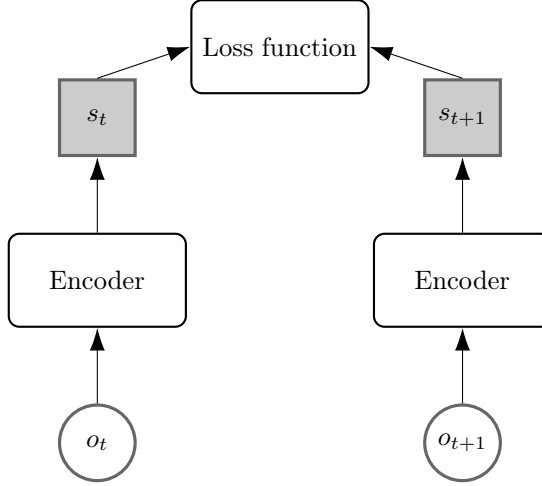 Loss function
s_t
s_{t+1}
Encoder
Encoder
o_t
o_{t+1}